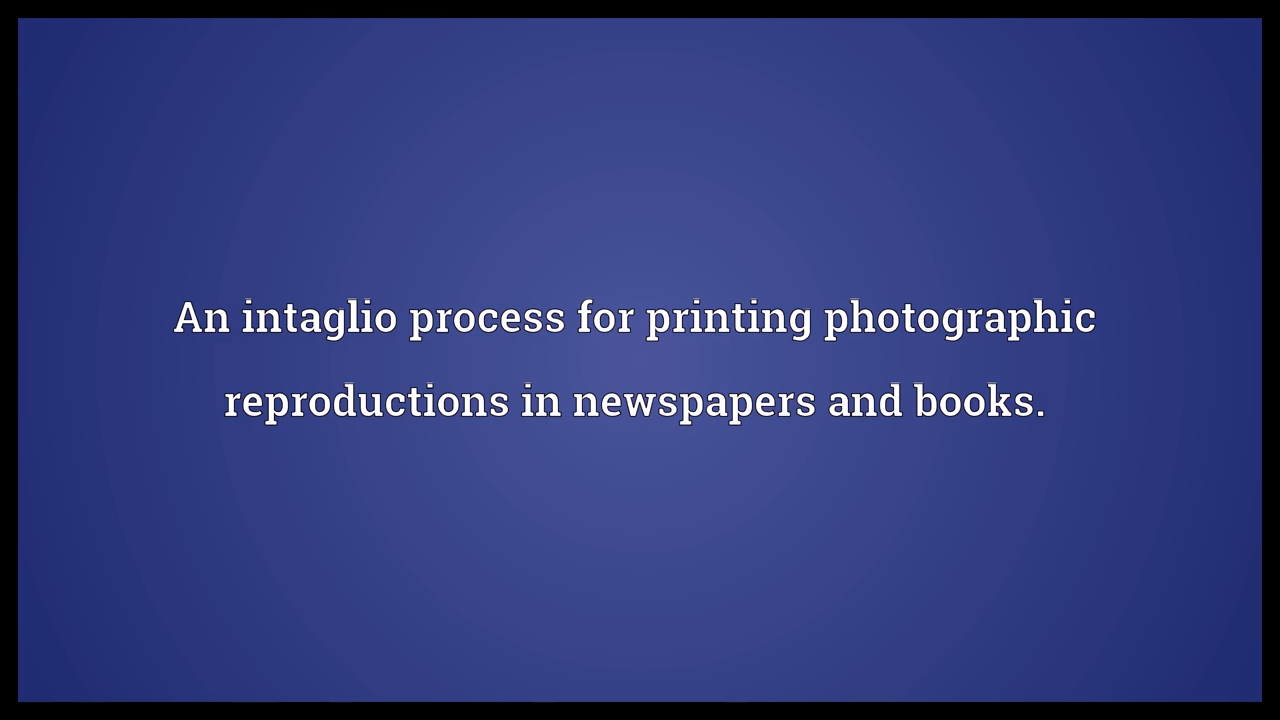 An intaglio process for printing photographic
reproductions in newspapers and books.